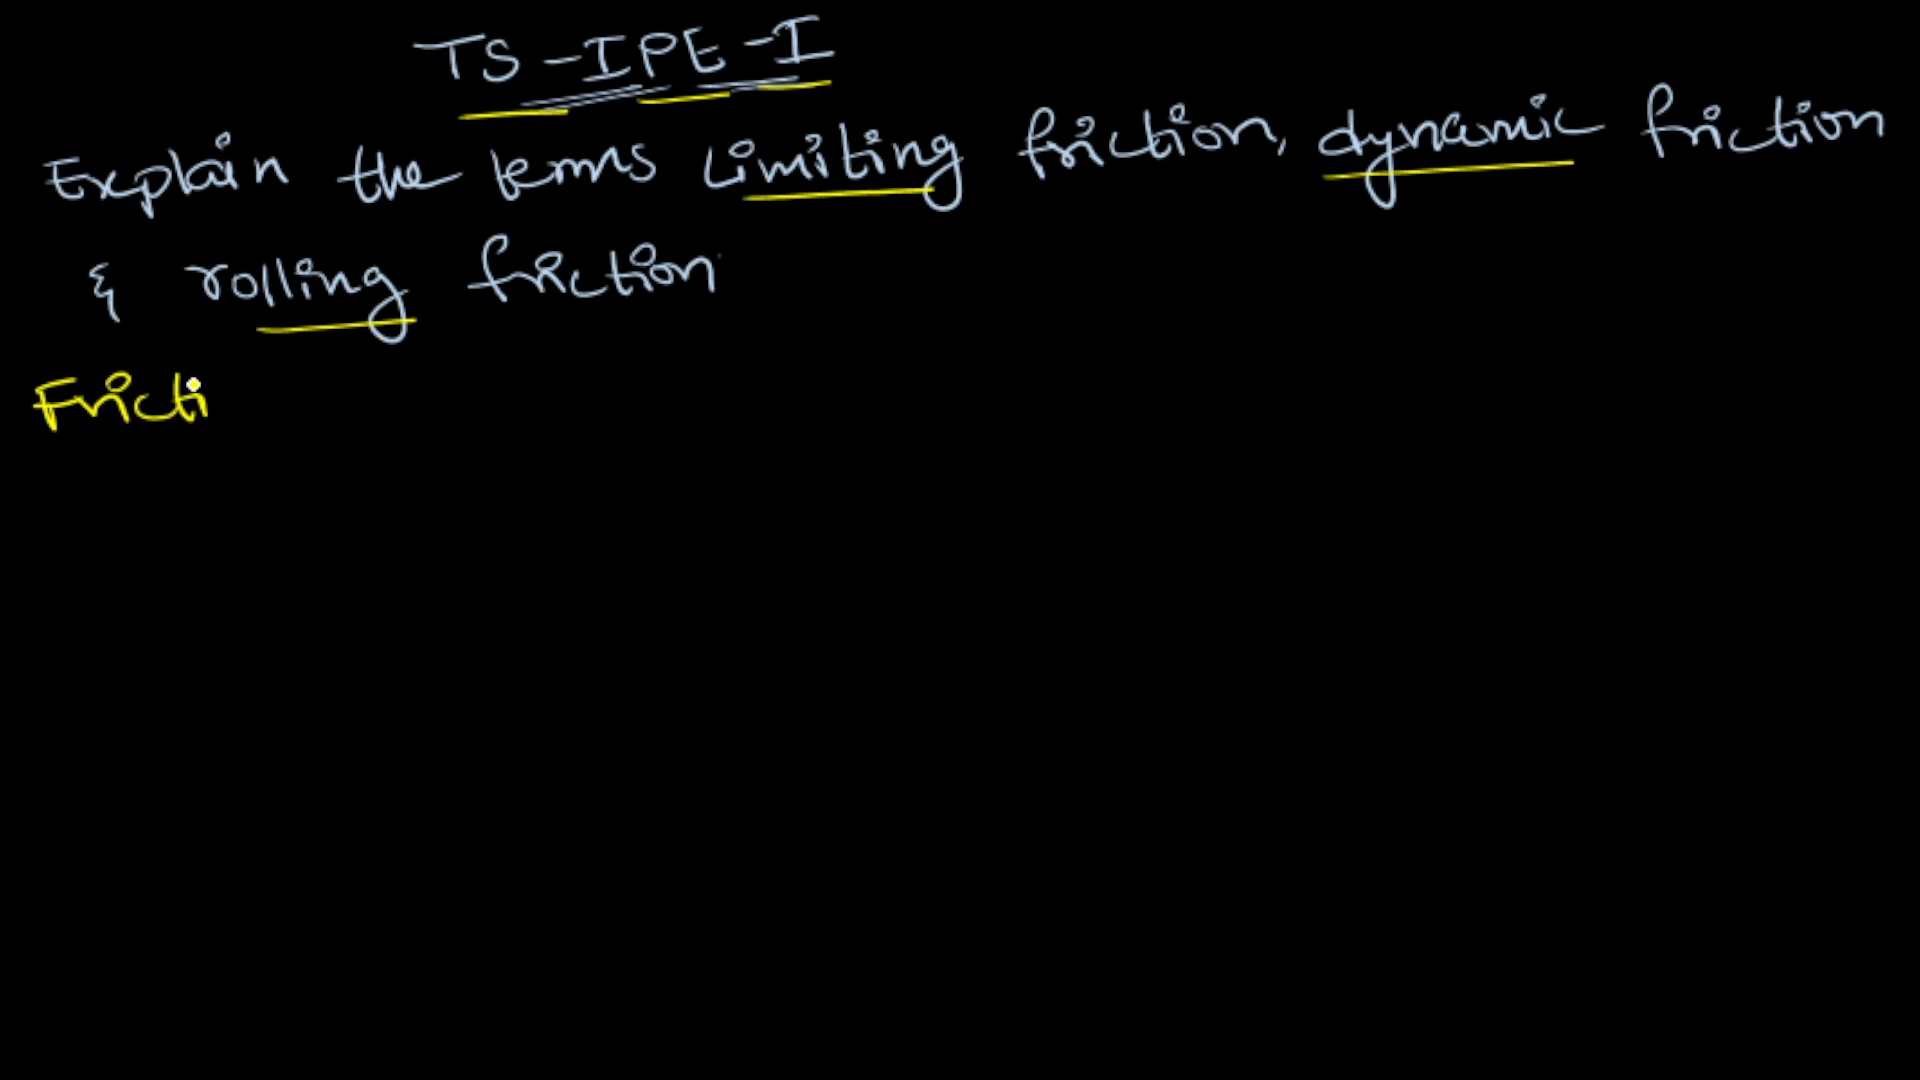 TS-IPE-I
Explain the terms Limiting friction, dynamic friction
& rolling friction
Fricti